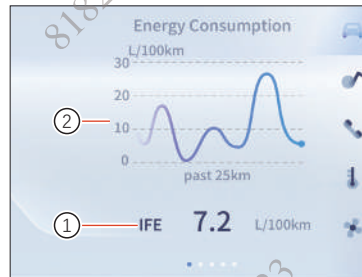 Energy Consumption
L/100km
30
20
② 10
0
past 25km
① IFE 7.2 L/100km